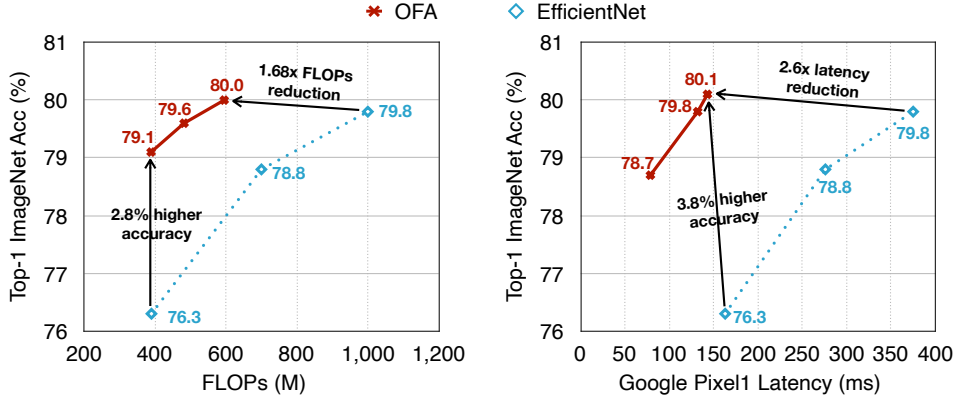 OFA
EfficientNet
Top-1 ImageNet Acc (%)
81
80
79
78
77
76
79.1
79.6
80.0
1.68x FLOPs
reduction
79.8
78.8
2.8% higher
accuracy
76.3
200
400
600
800
1,000
1,200
FLOPs (M)
Top-1 ImageNet Acc (%)
81
80
79
78
77
76
78.7
79.8
80.1
2.6x latency
reduction
79.8
78.8
3.8% higher
accuracy
76.3
0
50
100
150
200
250
300
350
400
Google Pixel1 Latency (ms)